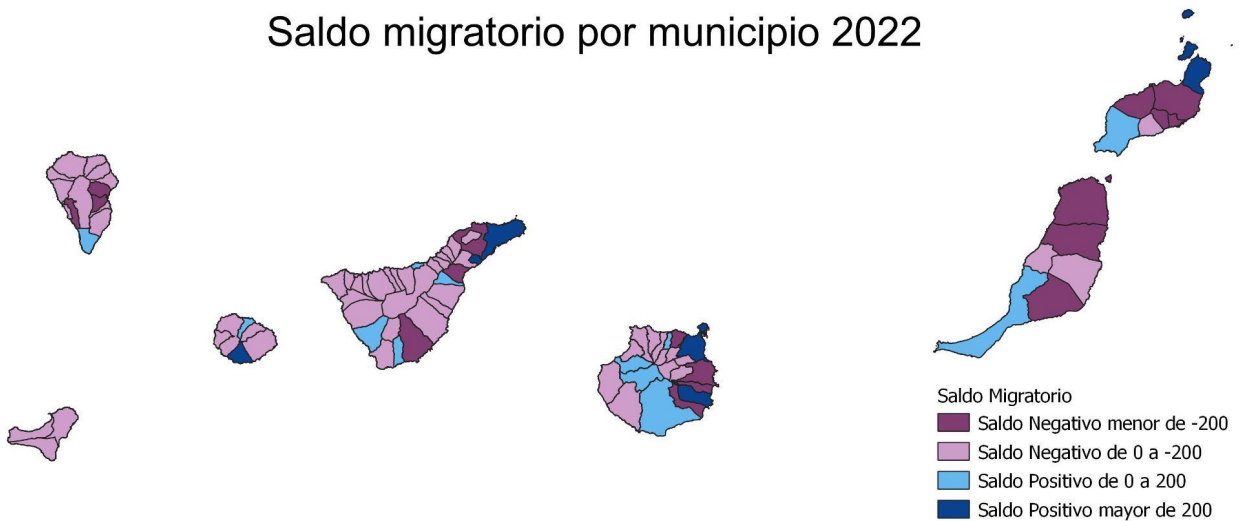 Saldo migratorio por municipio 2022
Saldo Migratorio
Saldo Negativo menor de -200
Saldo Negativo de 0 a -200
Saldo Positivo de 0 a 200
Saldo Positivo mayor de 200